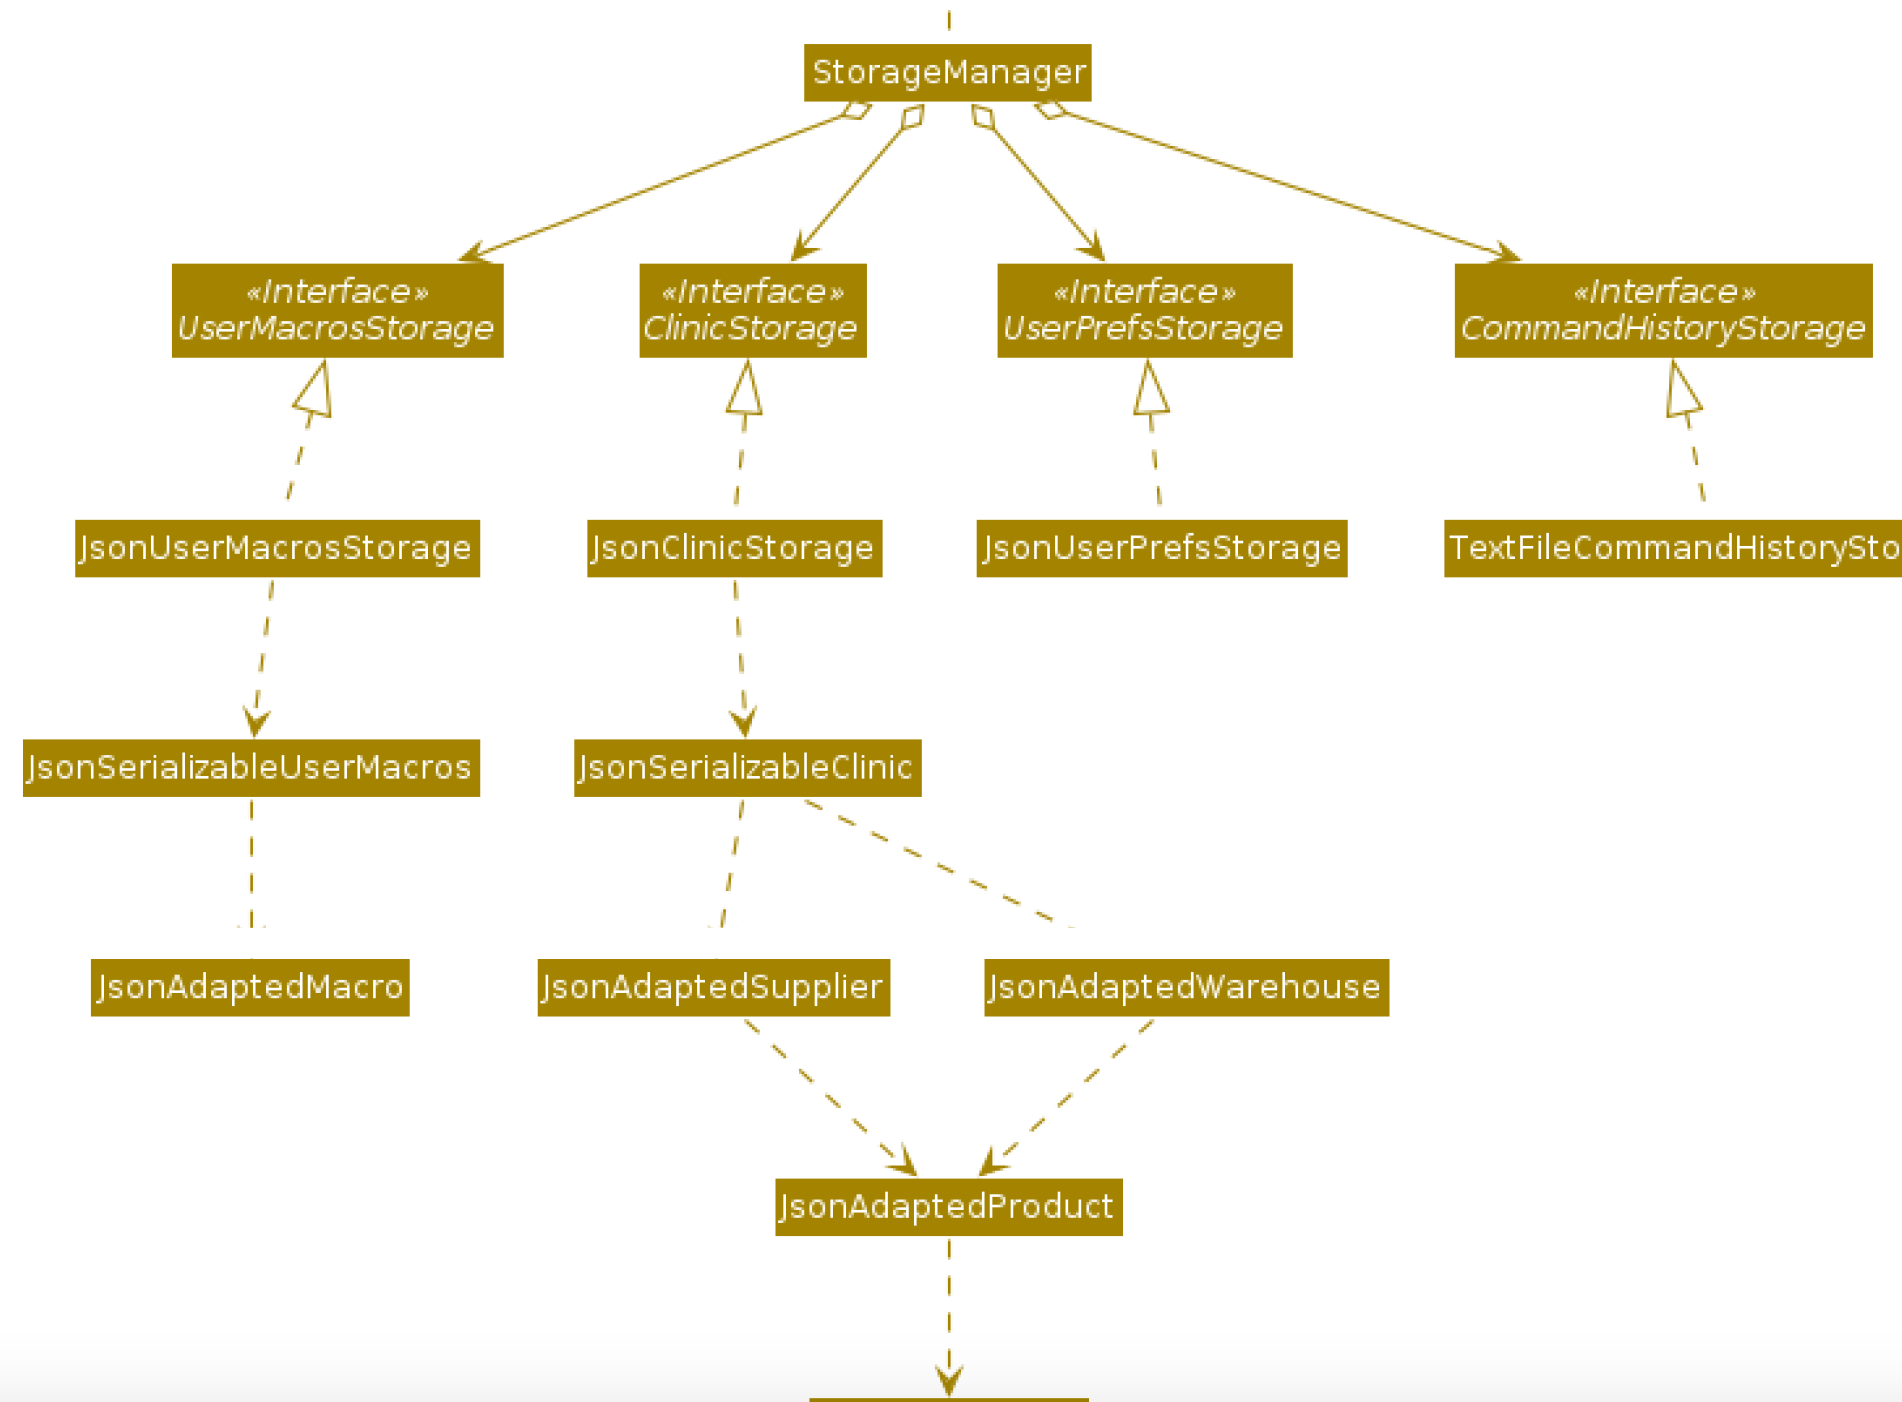 StorageManager
«Interface»
UserMacrosStorage
«Interface»
ClinicStorage
«Interface»
UserPrefsStorage
«Interface»
CommandHistoryStorage
JsonUserMacrosStorage
JsonClinicStorage
JsonUserPrefsStorage
TextFileCommandHistorySto
JsonSerializableUserMacros
JsonSerializableClinic
JsonAdaptedMacro
JsonAdaptedSupplier
JsonAdaptedWarehouse
JsonAdaptedProduct